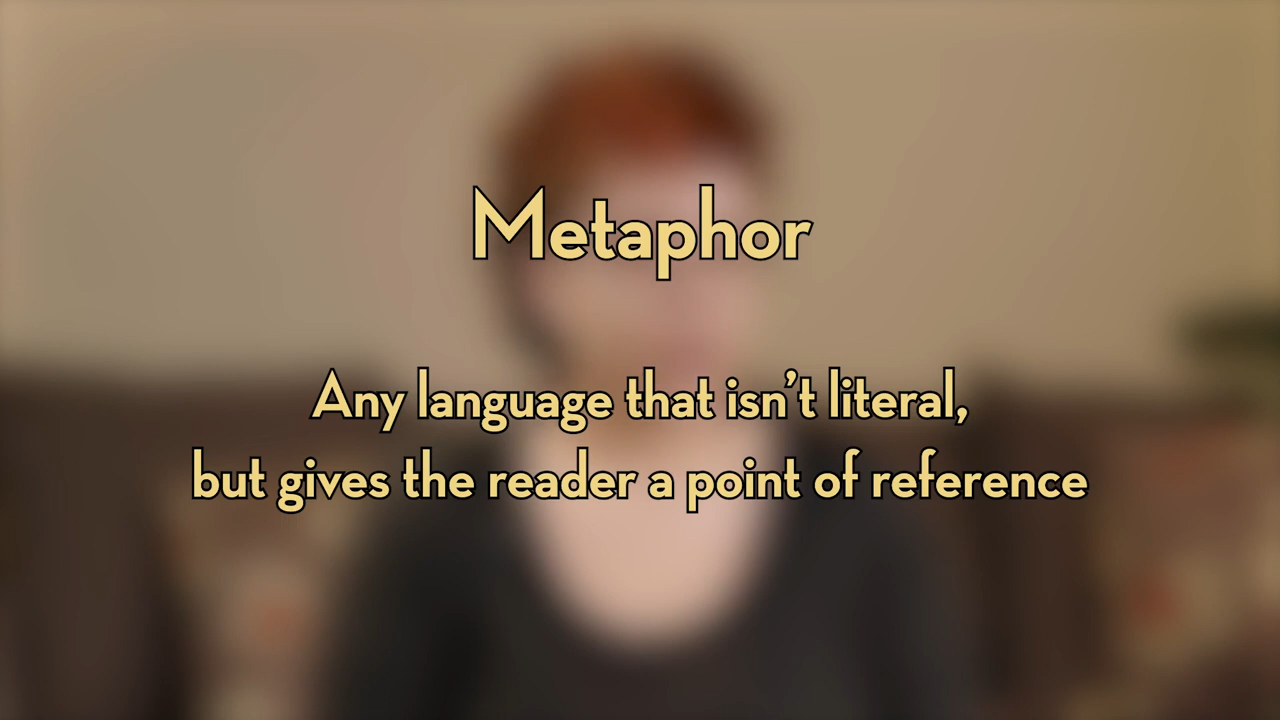 Metaphor
Any language that isn't literal,
but gives the reader a point of reference